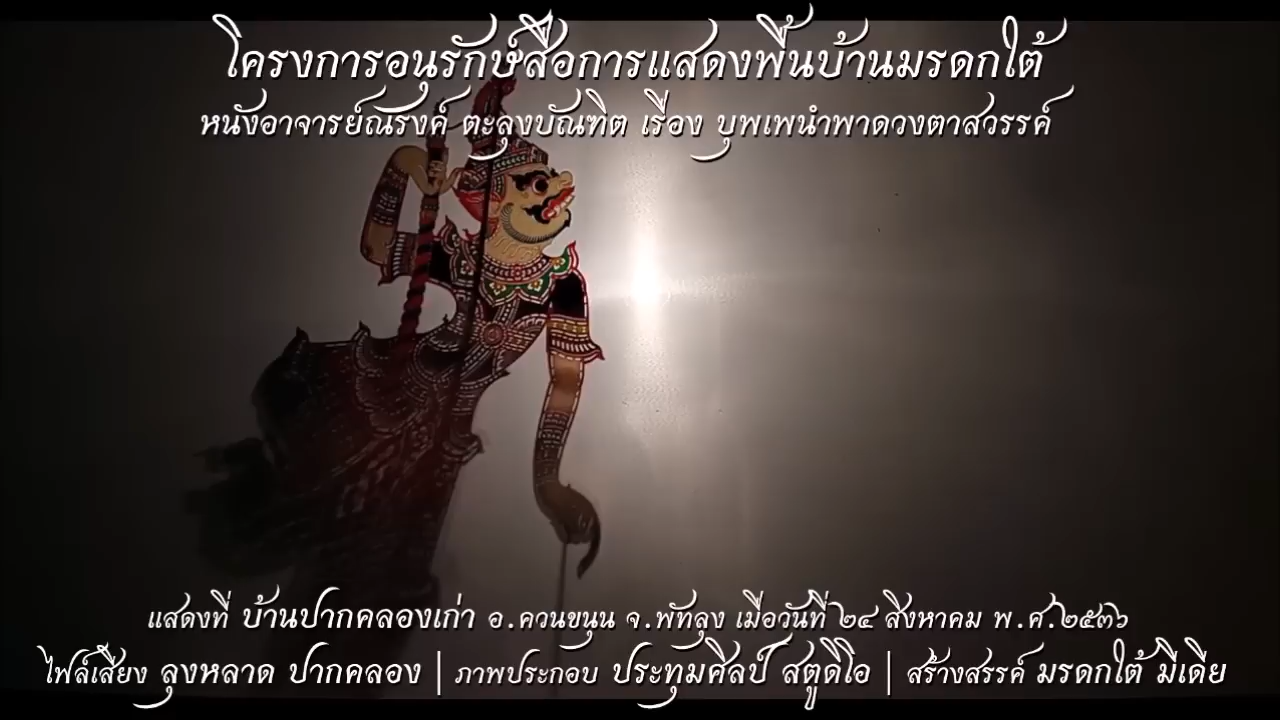 โครงการอนุรักษ์สื่อการแสดงพื้นบ้านมรดกใต้
หนังอาจารย์ณรงค์ ตะลุงบัณฑิต เรื่อง บุพเพนำพาดวงตาสวรรค์
แสดงที่ บ้านปากคลองเก่า อ.ควนขนุน จ.พัทลุง เมื่อวันที่ ๒๔ สิงหาคม พ.ศ.๒๕๓๖
ไฟล์เสียง ลุงหลาด ปากคลอง | ภาพประกอบ ประทุมศิลป์ สตูดิโอ | สร้างสรรค์ มรดกใต้ มีเดีย